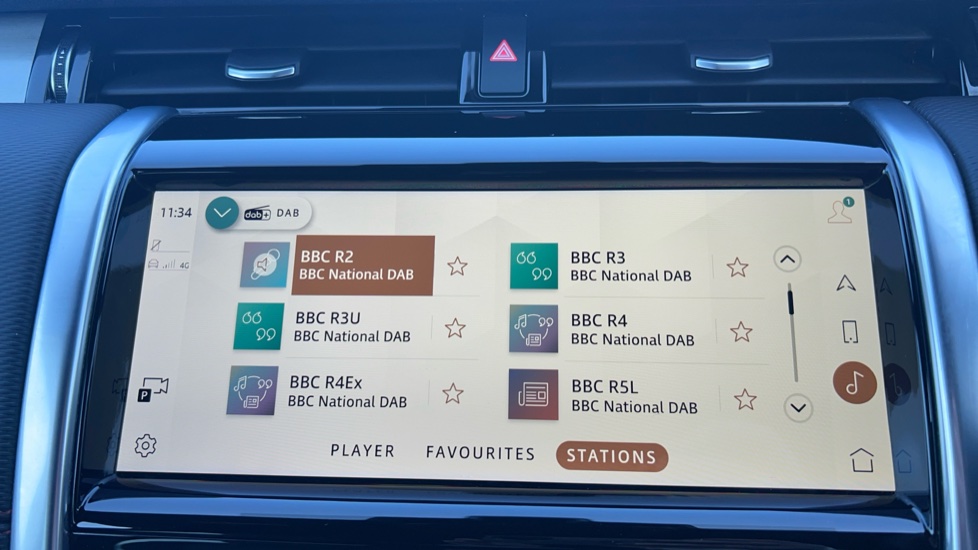 11:34
dab+ DAB
1
4G
BBC R2
BBC National DAB
BBC R3
BBC National DAB
BBC R3U
BBC National DAB
BBC R4
BBC National DAB
BBC R4Ex
BBC National DAB
BBC R5L
BBC National DAB
P
PLAYER FAVOURITES STATIONS